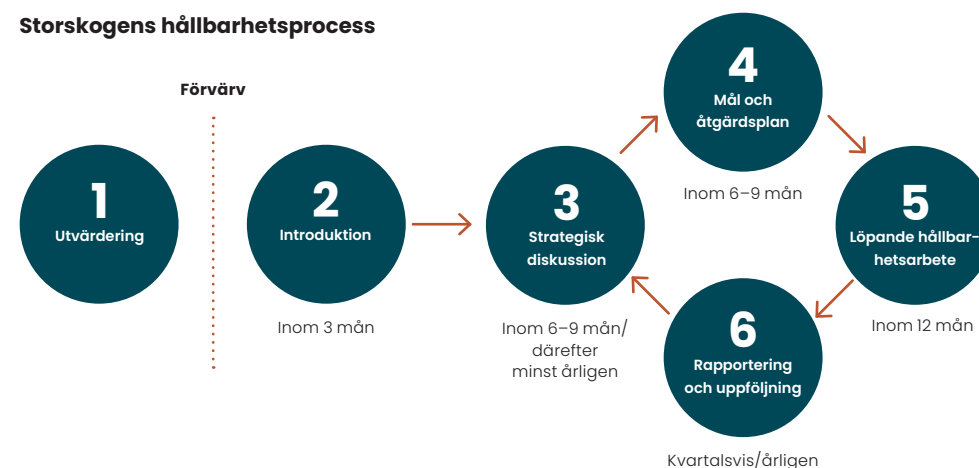 Storskogens hållbarhetsprocess
Förvärv
1
Utvärdering
2
Introduktion
Inom 3 mån
3
Strategisk
diskussion
Inom 6–9 mån/
därefter
minst årligen
4
Mål och
åtgärdsplan
Inom 6–9 mån
5
Löpande hållbar-
hetsarbete
Inom 12 mån
6
Rapportering
och uppföljning
Kvartalsvis/årligen